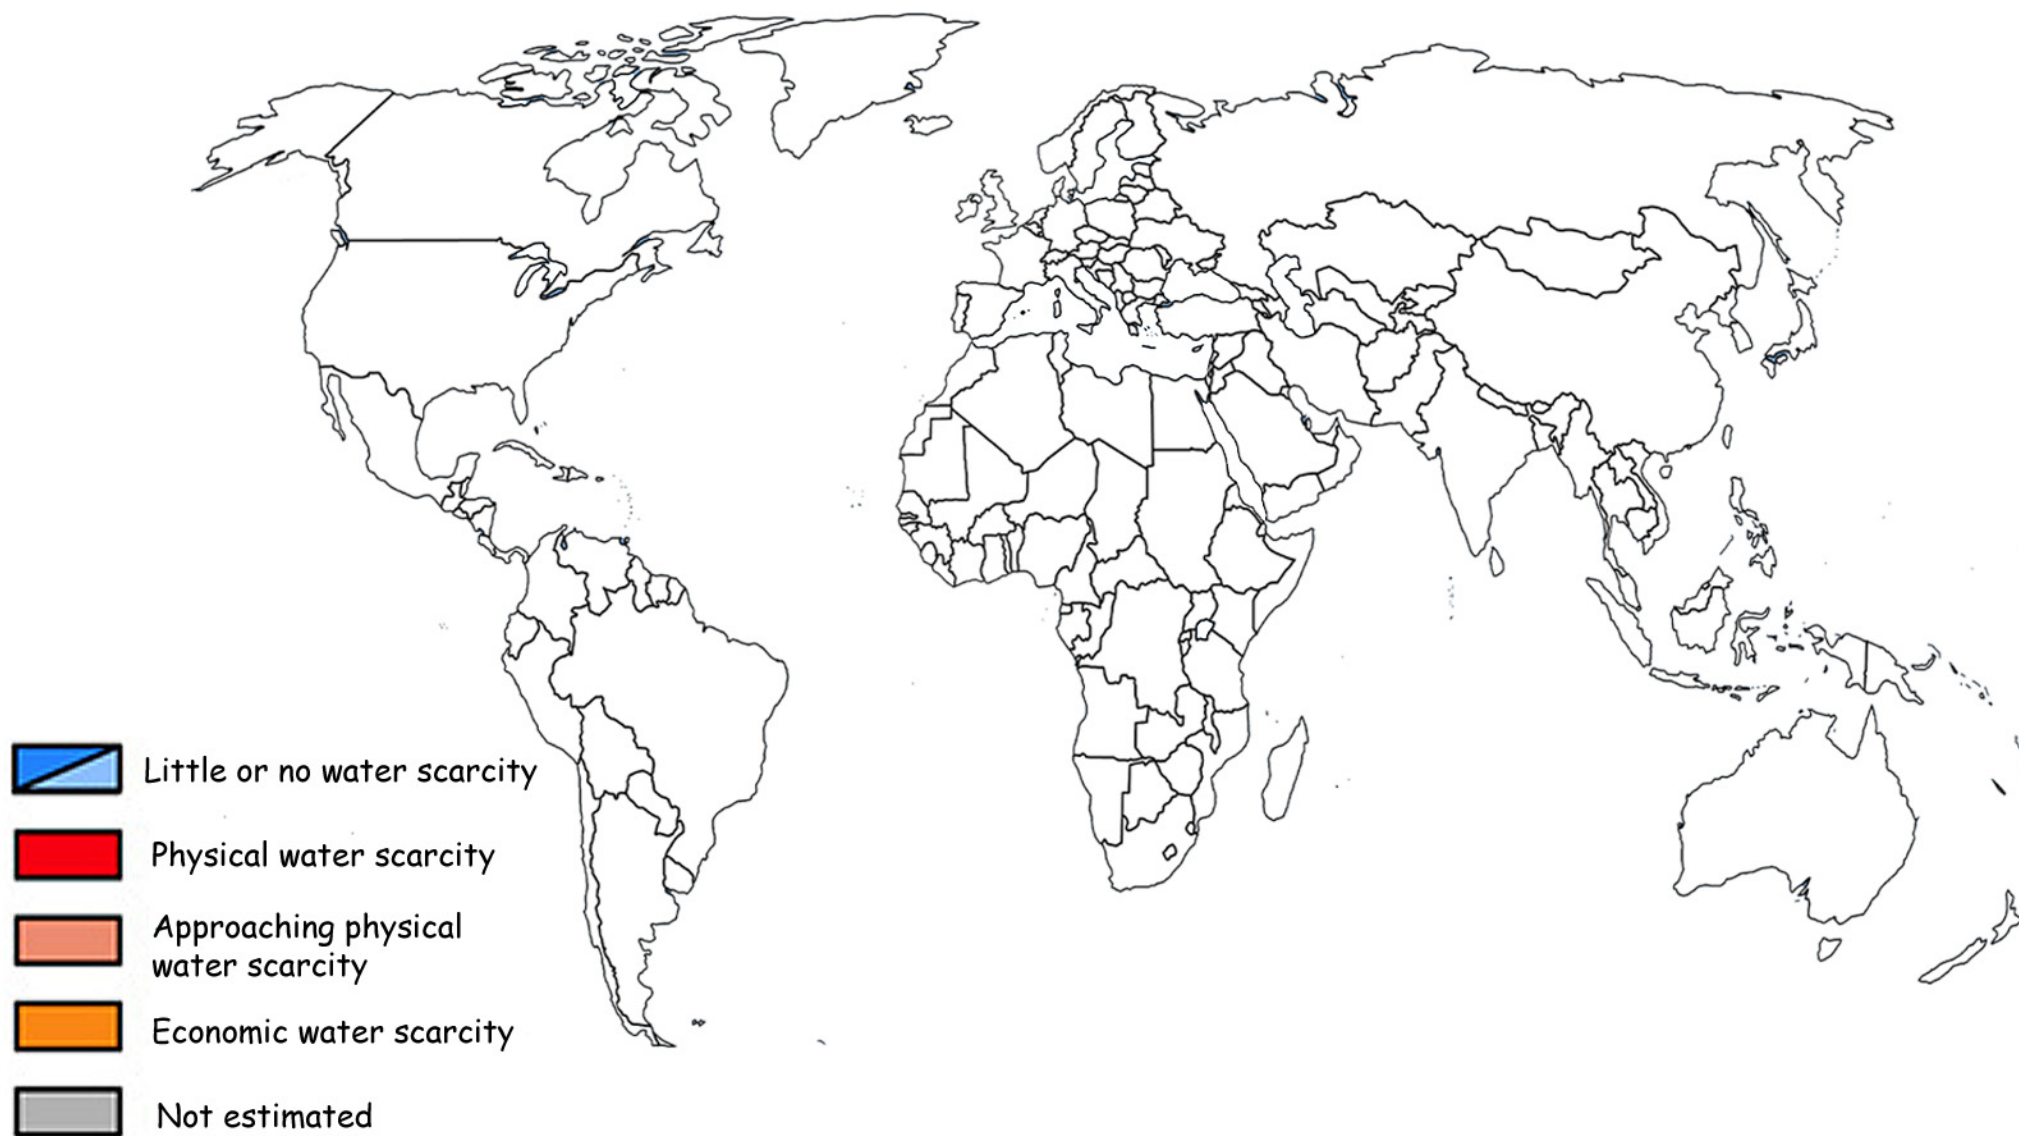 Little or no water scarcity
Physical water scarcity
Approaching physical
water scarcity
Economic water scarcity
Not estimated